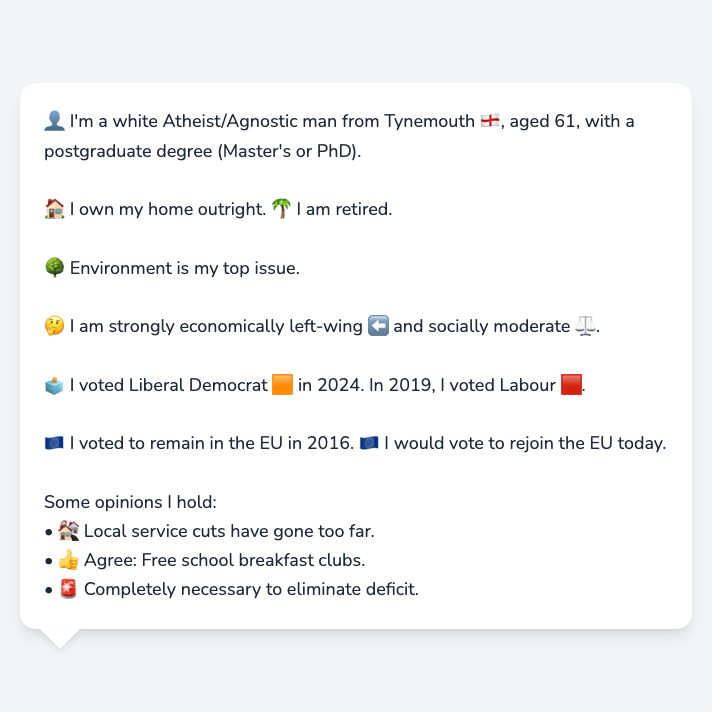 👤 I'm a white Atheist/Agnostic man from Tynemouth 🏴󠁧󠁢󠁥󠁮󠁧󠁿, aged 61, with a
postgraduate degree (Master's or PhD).
🏠 I own my home outright. 🌴 I am retired.
🌳 Environment is my top issue.
🤔 I am strongly economically left-wing ⬅️ and socially moderate ⚖️.
🗳️ I voted Liberal Democrat 🟧 in 2024. In 2019, I voted Labour 🟥.
🇪🇺 I voted to remain in the EU in 2016. 🇪🇺 I would vote to rejoin the EU today.
Some opinions I hold:
• 🏚️ Local service cuts have gone too far.
• 👍 Agree: Free school breakfast clubs.
• 🚨 Completely necessary to eliminate deficit.